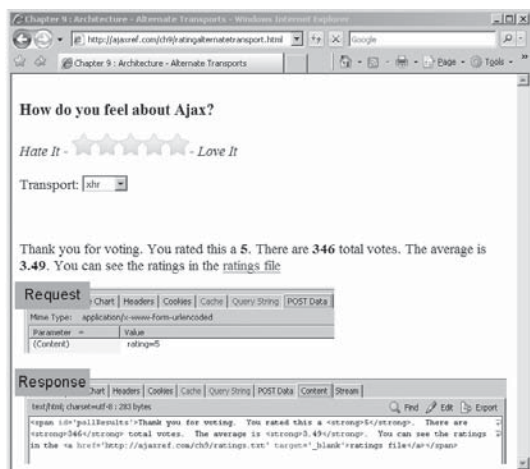 Chapter 9 : Architecture - Alternate Transports - Windows Internet Explorer
http://ajaxref.com/ch9/ratingalternatetransport.html
Google
Chapter 9 : Architecture - Alternate Transports
Page
Tools
How do you feel about Ajax?
Hate It - - Love It
Transport: xhr
Thank you for voting. You rated this a 5. There are 346 total votes. The average is
3.49. You can see the ratings in the ratings file
Request
Chart Headers Cookies Cache Query String POST Data
Mime Type: application/x-www-form-urlencoded
Parameter Value
(Content) rating=5
Response
Chart Headers Cookies Cache Query String POST Data Content Stream
text/html; charset=utf-8 : 283 bytes
Find Edit Export
<span id='pollResults'>Thank you for voting. You rated this a <strong>5</strong>. There are
<strong>346</strong> total votes. The average is <strong>3.49</strong>. You can see the ratings
in the <a href='http://ajaxref.com/ch9/ratings.txt' target='_blank'>ratings file</a></span>